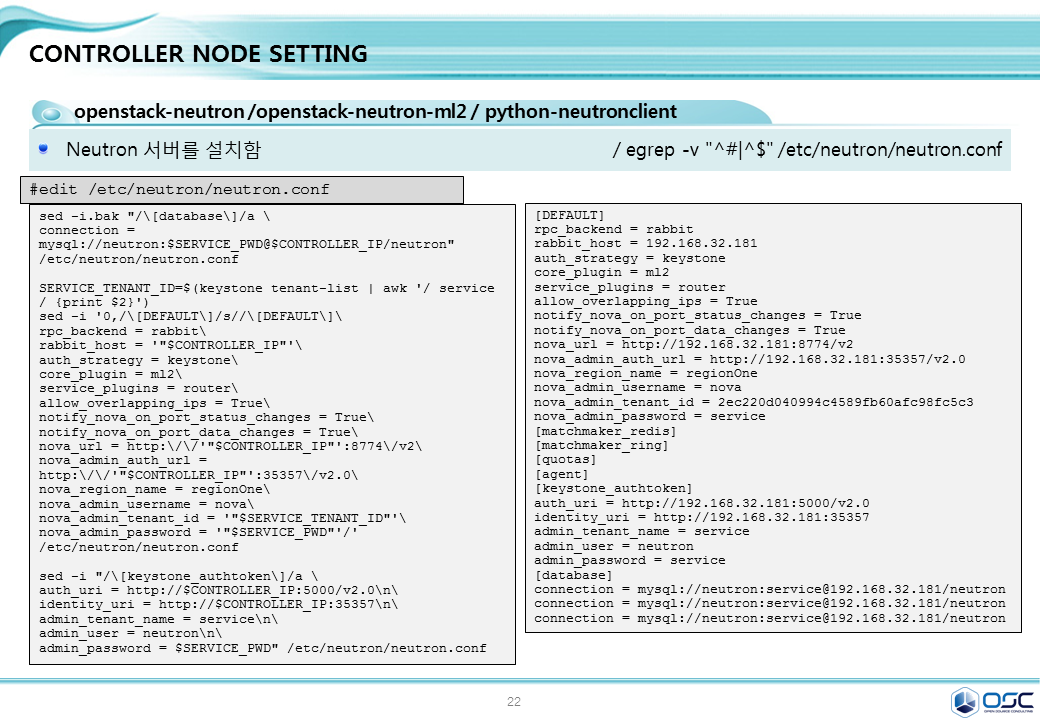 CONTROLLER NODE SETTING
openstack-neutron /openstack-neutron-ml2 / python-neutronclient
Neutron 서버를 설치함
/ egrep -v "^#|^$" /etc/neutron/neutron.conf
#edit /etc/neutron/neutron.conf
sed -i.bak "/\[database\]/a \
connection =
mysql://neutron:$SERVICE_PWD@$CONTROLLER_IP/neutron"
/etc/neutron/neutron.conf
SERVICE_TENANT_ID=$(keystone tenant-list | awk '/ service
/ {print $2}')
sed -i '0,/\[DEFAULT\]/s//\[DEFAULT\]\
rpc_backend = rabbit\
rabbit_host = '"$CONTROLLER_IP"'\
auth_strategy = keystone\
core_plugin = ml2\
service_plugins = router\
allow_overlapping_ips = True\
notify_nova_on_port_status_changes = True\
notify_nova_on_port_data_changes = True\
nova_url = http:\/\/'"$CONTROLLER_IP"':8774\/v2\
nova_admin_auth_url =
http:\/\/'"$CONTROLLER_IP"':35357\/v2.0\
nova_region_name = regionOne\
nova_admin_username = nova\
nova_admin_tenant_id = '"$SERVICE_TENANT_ID"'\
nova_admin_password = '"$SERVICE_PWD"'/'
/etc/neutron/neutron.conf
sed -i "/\[keystone_authtoken\]/a \
auth_uri = http://$CONTROLLER_IP:5000/v2.0\n\
identity_uri = http://$CONTROLLER_IP:35357\n\
admin_tenant_name = service\n\
admin_user = neutron\n\
admin_password = $SERVICE_PWD" /etc/neutron/neutron.conf
[DEFAULT]
rpc_backend = rabbit
rabbit_host = 192.168.32.181
auth_strategy = keystone
core_plugin = ml2
service_plugins = router
allow_overlapping_ips = True
notify_nova_on_port_status_changes = True
notify_nova_on_port_data_changes = True
nova_url = http://192.168.32.181:8774/v2
nova_admin_auth_url = http://192.168.32.181:35357/v2.0
nova_region_name = regionOne
nova_admin_username = nova
nova_admin_tenant_id = 2ec220d040994c4589fb60afc98fc5c3
nova_admin_password = service
[matchmaker_redis]
[matchmaker_ring]
[quotas]
[agent]
[keystone_authtoken]
auth_uri = http://192.168.32.181:5000/v2.0
identity_uri = http://192.168.32.181:35357
admin_tenant_name = service
admin_user = neutron
admin_password = service
[database]
connection = mysql://neutron:service@192.168.32.181/neutron
connection = mysql://neutron:service@192.168.32.181/neutron
connection = mysql://neutron:service@192.168.32.181/neutron
22
OSC
OPEN SOURCE CONSULTING